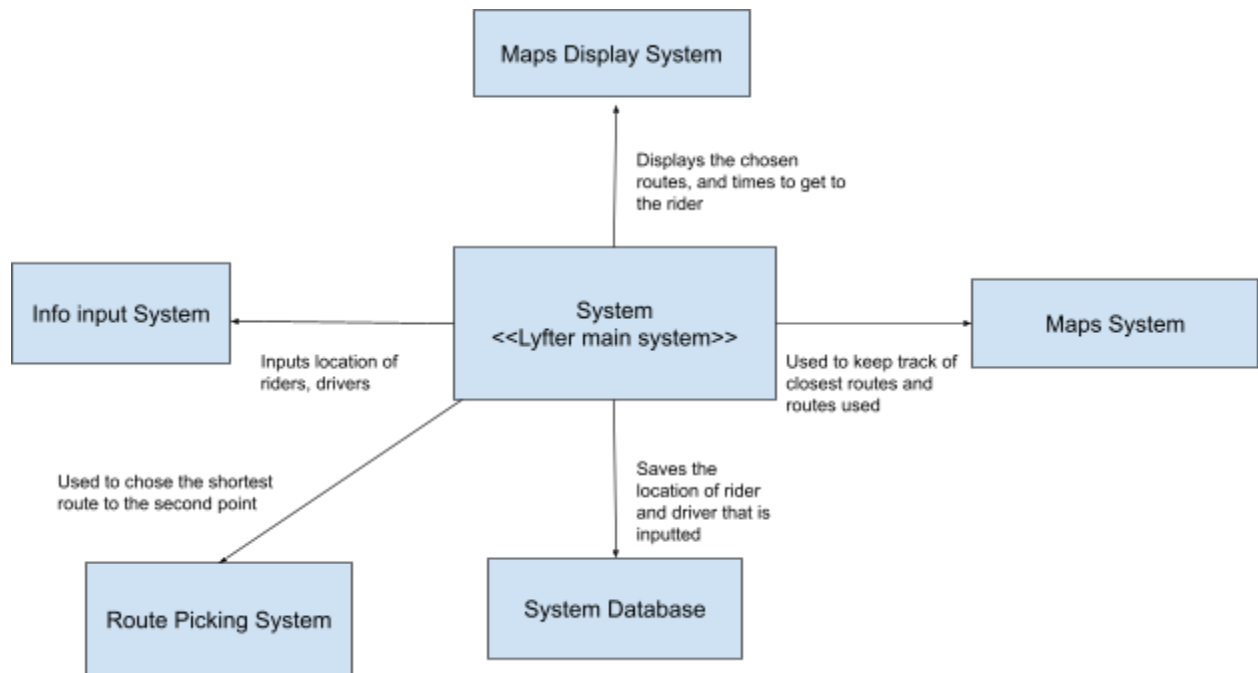 Maps Display System
Displays the chosen
routes, and times to get to
the rider
Info input System
System
<<Lyfter main system>>
Maps System
Inputs location of
riders, drivers
Used to keep track of
closest routes and
routes used
Used to chose the shortest
route to the second point
Saves the
location of rider
and driver that is
inputted
Route Picking System
System Database